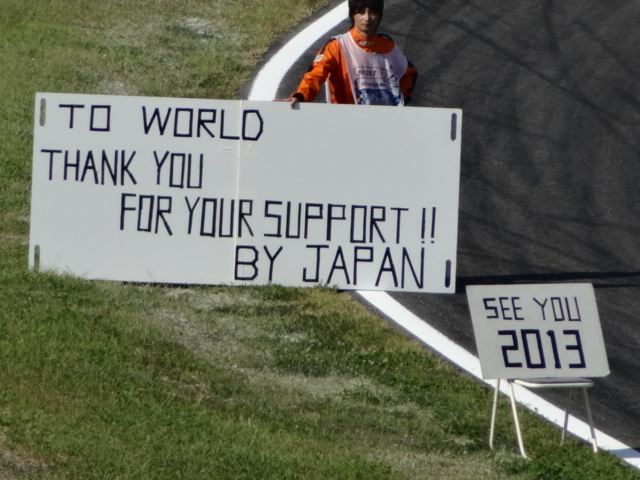 TO WORLD
THANK YOU
FOR YOUR SUPPORT!!
BY JAPAN
SEE YOU
2013